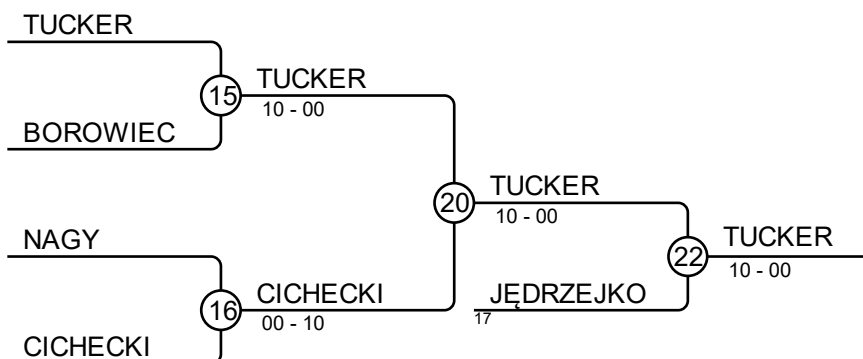 TUCKER
15
TUCKER
10 - 00
BOROWIEC
20
TUCKER
10 - 00
NAGY
22
TUCKER
10 - 00
16
CICHECKI
00 - 10
JĘDRZEJKO
17
CICHECKI